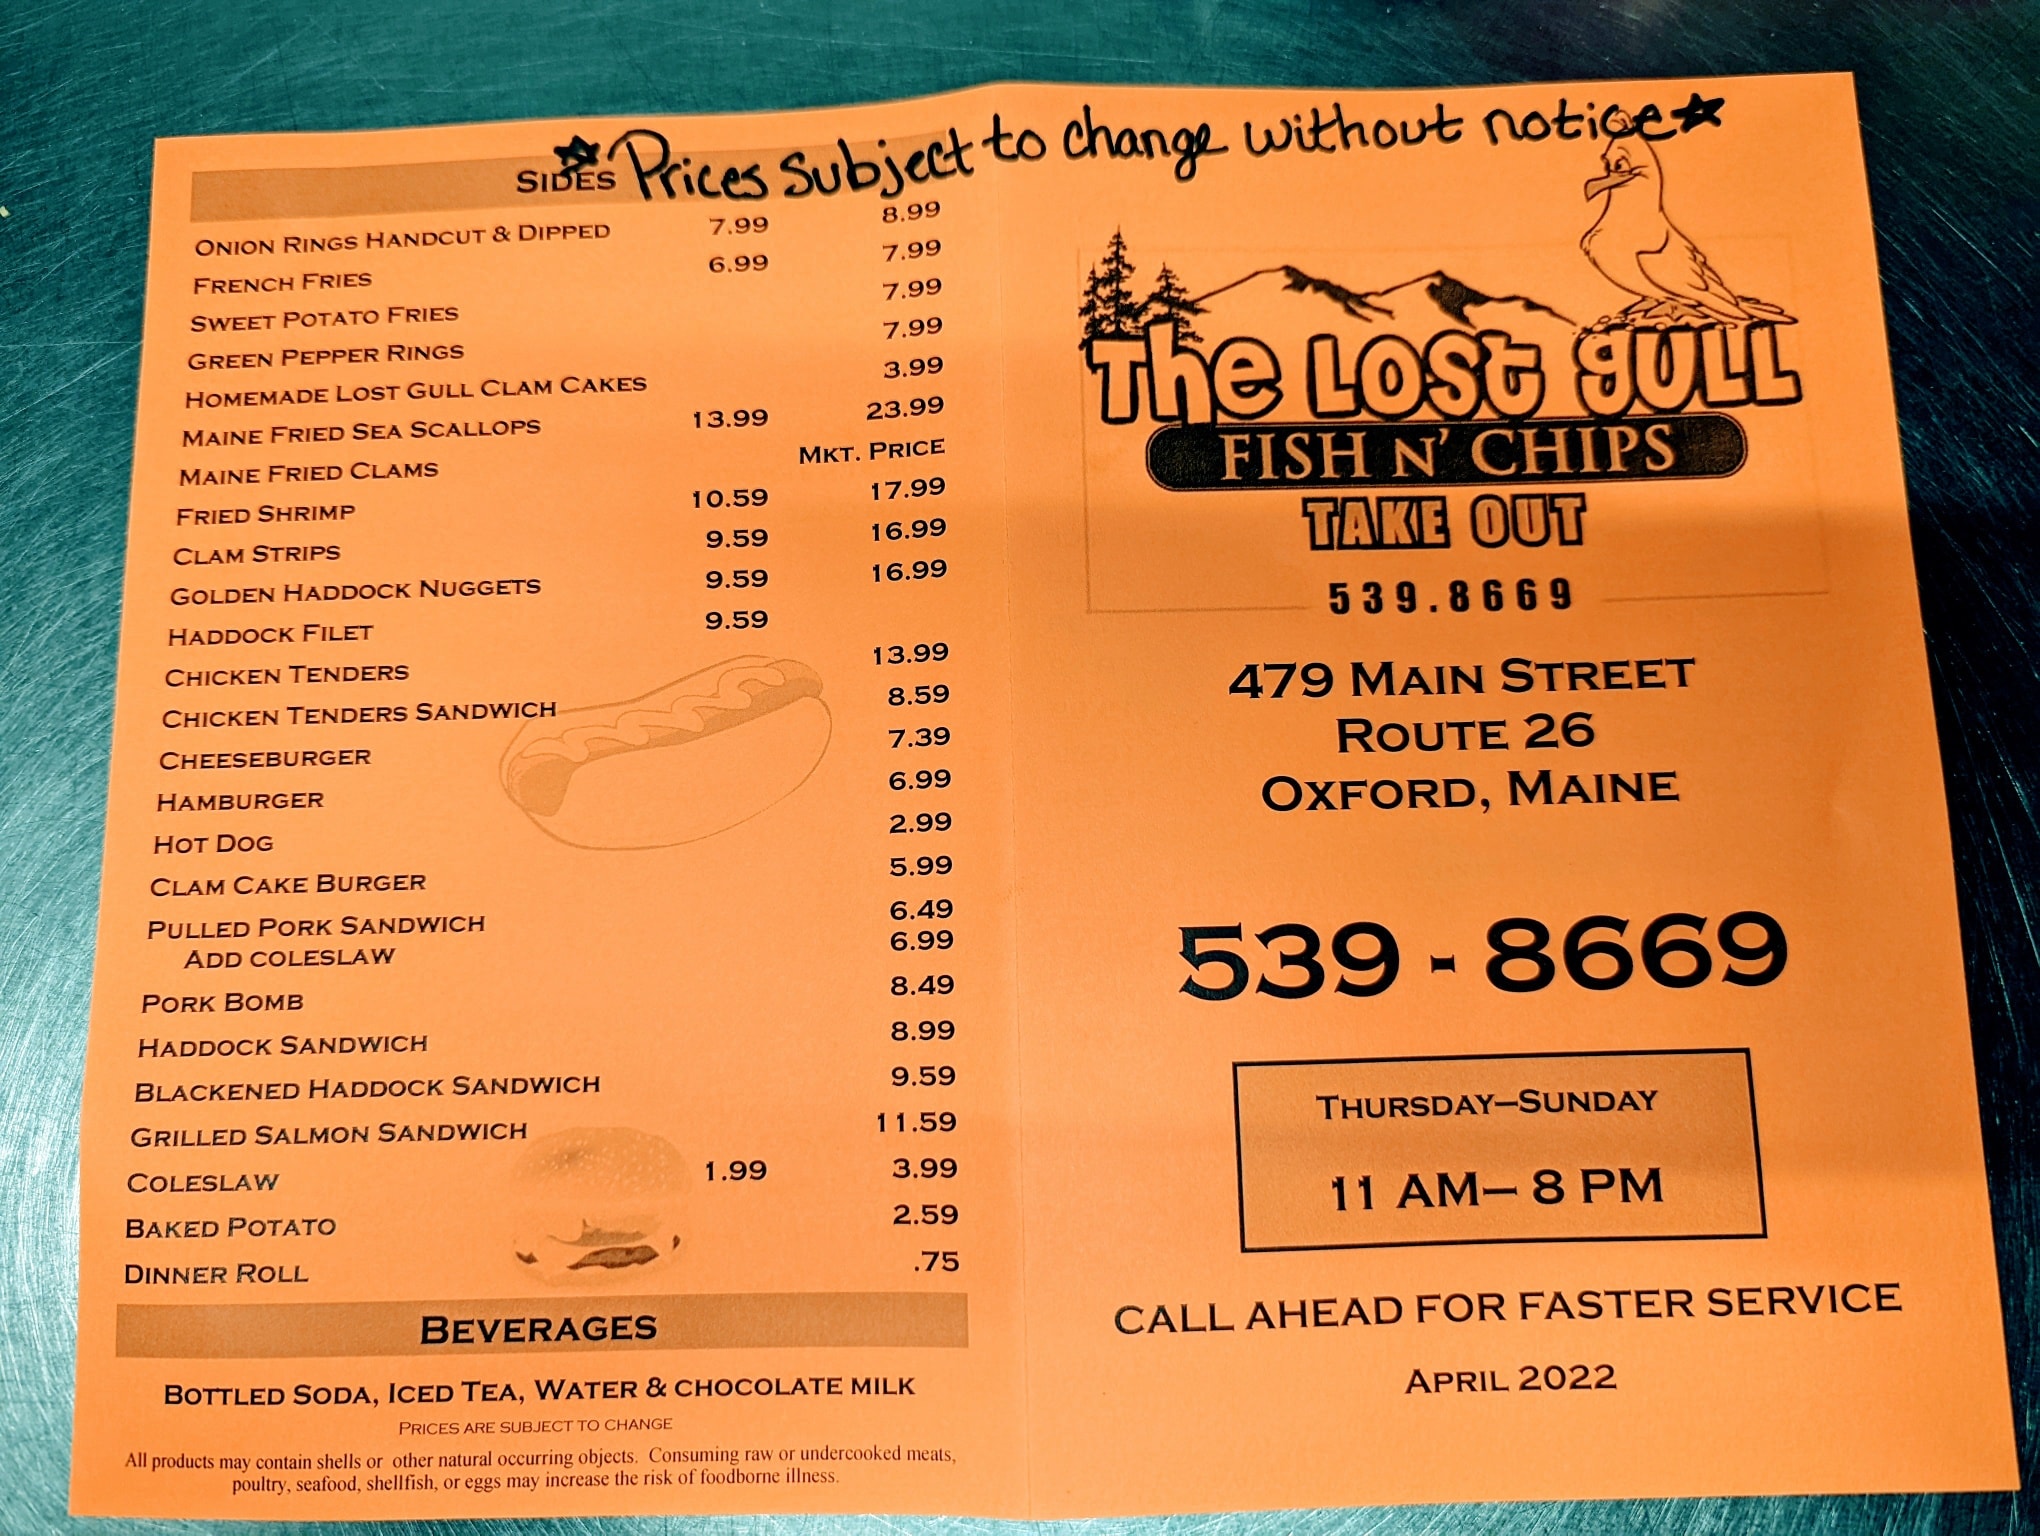 ☆ Prices subject to change without notice ☆
SIDES
ONION RINGS HANDCUT & DIPPED 7.99 8.99
FRENCH FRIES 6.99 7.99
SWEET POTATO FRIES 7.99
GREEN PEPPER RINGS 7.99
HOMEMADE LOST GULL CLAM CAKES 3.99
MAINE FRIED SEA SCALLOPS 13.99 23.99
MAINE FRIED CLAMS MKT. PRICE
FRIED SHRIMP 10.59 17.99
CLAM STRIPS 9.59 16.99
GOLDEN HADDOCK NUGGETS 9.59 16.99
HADDOCK FILET 9.59
CHICKEN TENDERS 13.99
CHICKEN TENDERS SANDWICH 8.59
CHEESEBURGER 7.39
HAMBURGER 6.99
HOT DOG 2.99
CLAM CAKE BURGER 5.99
PULLED PORK SANDWICH 6.49
ADD COLESLAW 6.99
PORK BOMB 8.49
HADDOCK SANDWICH 8.99
BLACKENED HADDOCK SANDWICH 9.59
GRILLED SALMON SANDWICH 11.59
COLESLAW 1.99 3.99
BAKED POTATO 2.59
DINNER ROLL .75
BEVERAGES
BOTTLED SODA, ICED TEA, WATER & CHOCOLATE MILK
PRICES ARE SUBJECT TO CHANGE
All products may contain shells or other natural occurring objects. Consuming raw or undercooked meats,
poultry, seafood, shellfish, or eggs may increase the risk of foodborne illness.
The LOST gULL
FISH N' CHIPS
TAKE OUT
539.8669
479 MAIN STREET
ROUTE 26
OXFORD, MAINE
539 - 8669
THURSDAY–SUNDAY
11 AM– 8 PM
CALL AHEAD FOR FASTER SERVICE
APRIL 2022